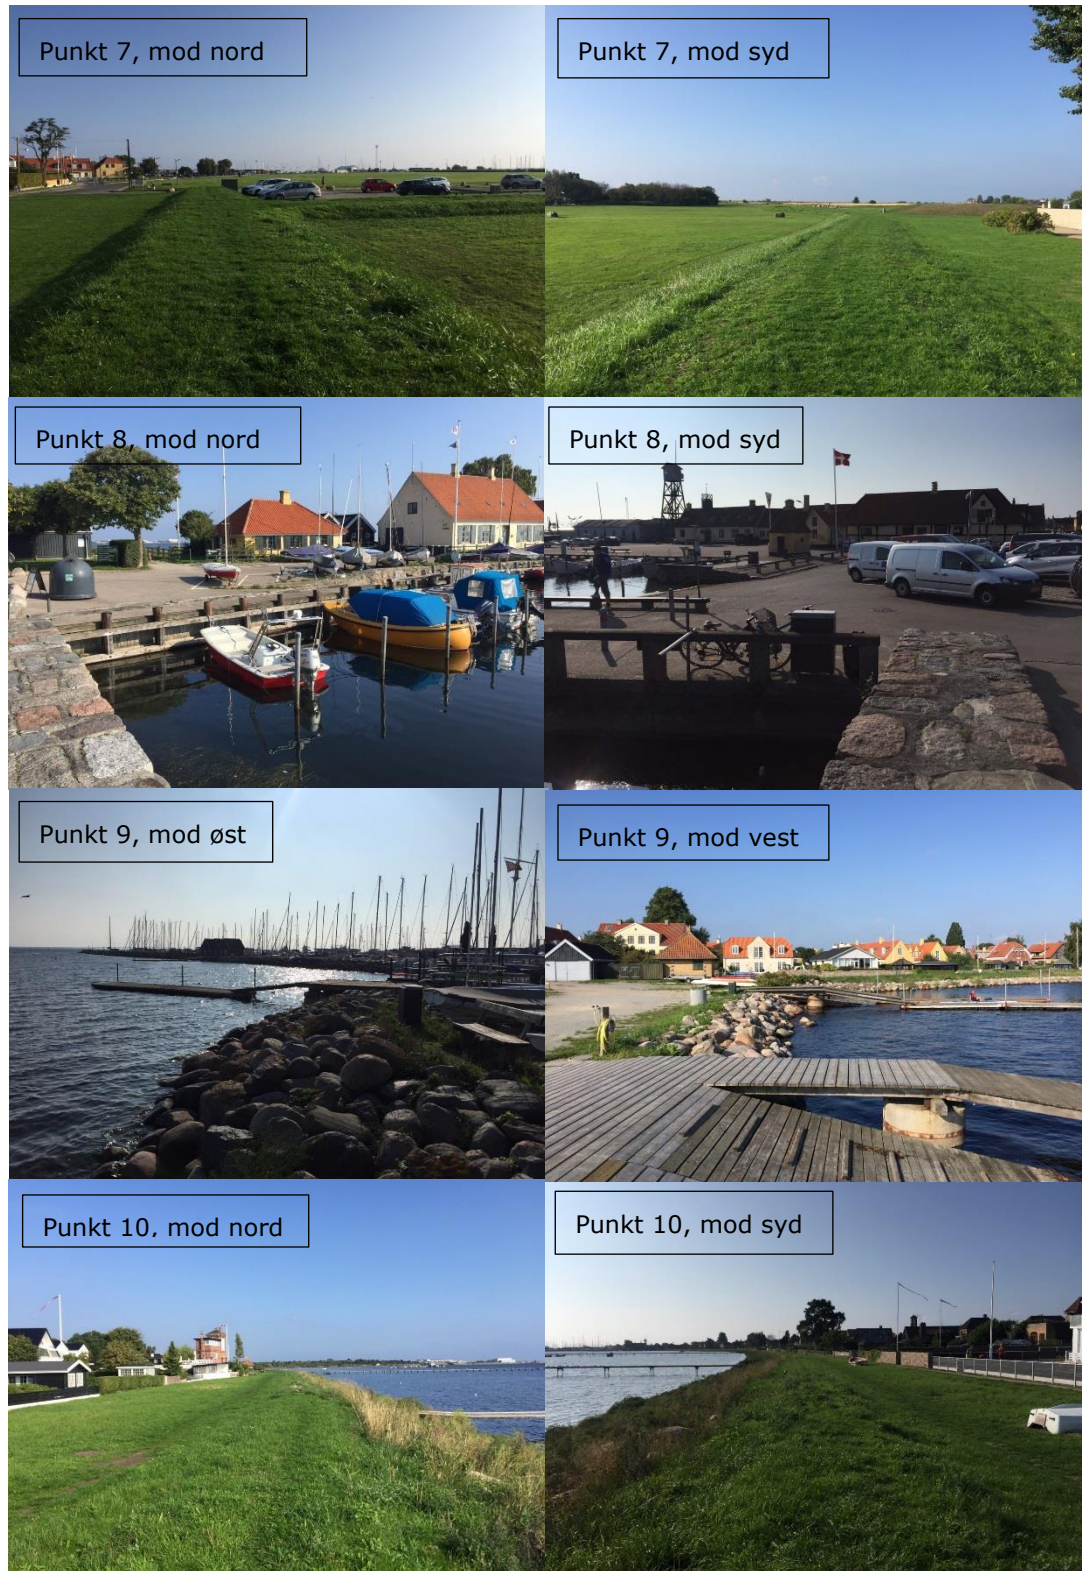 Punkt 7, mod nord
Punkt 7, mod syd
Punkt 8, mod nord
Punkt 8, mod syd
Punkt 9, mod øst
Punkt 9, mod vest
Punkt 10, mod nord
Punkt 10, mod syd